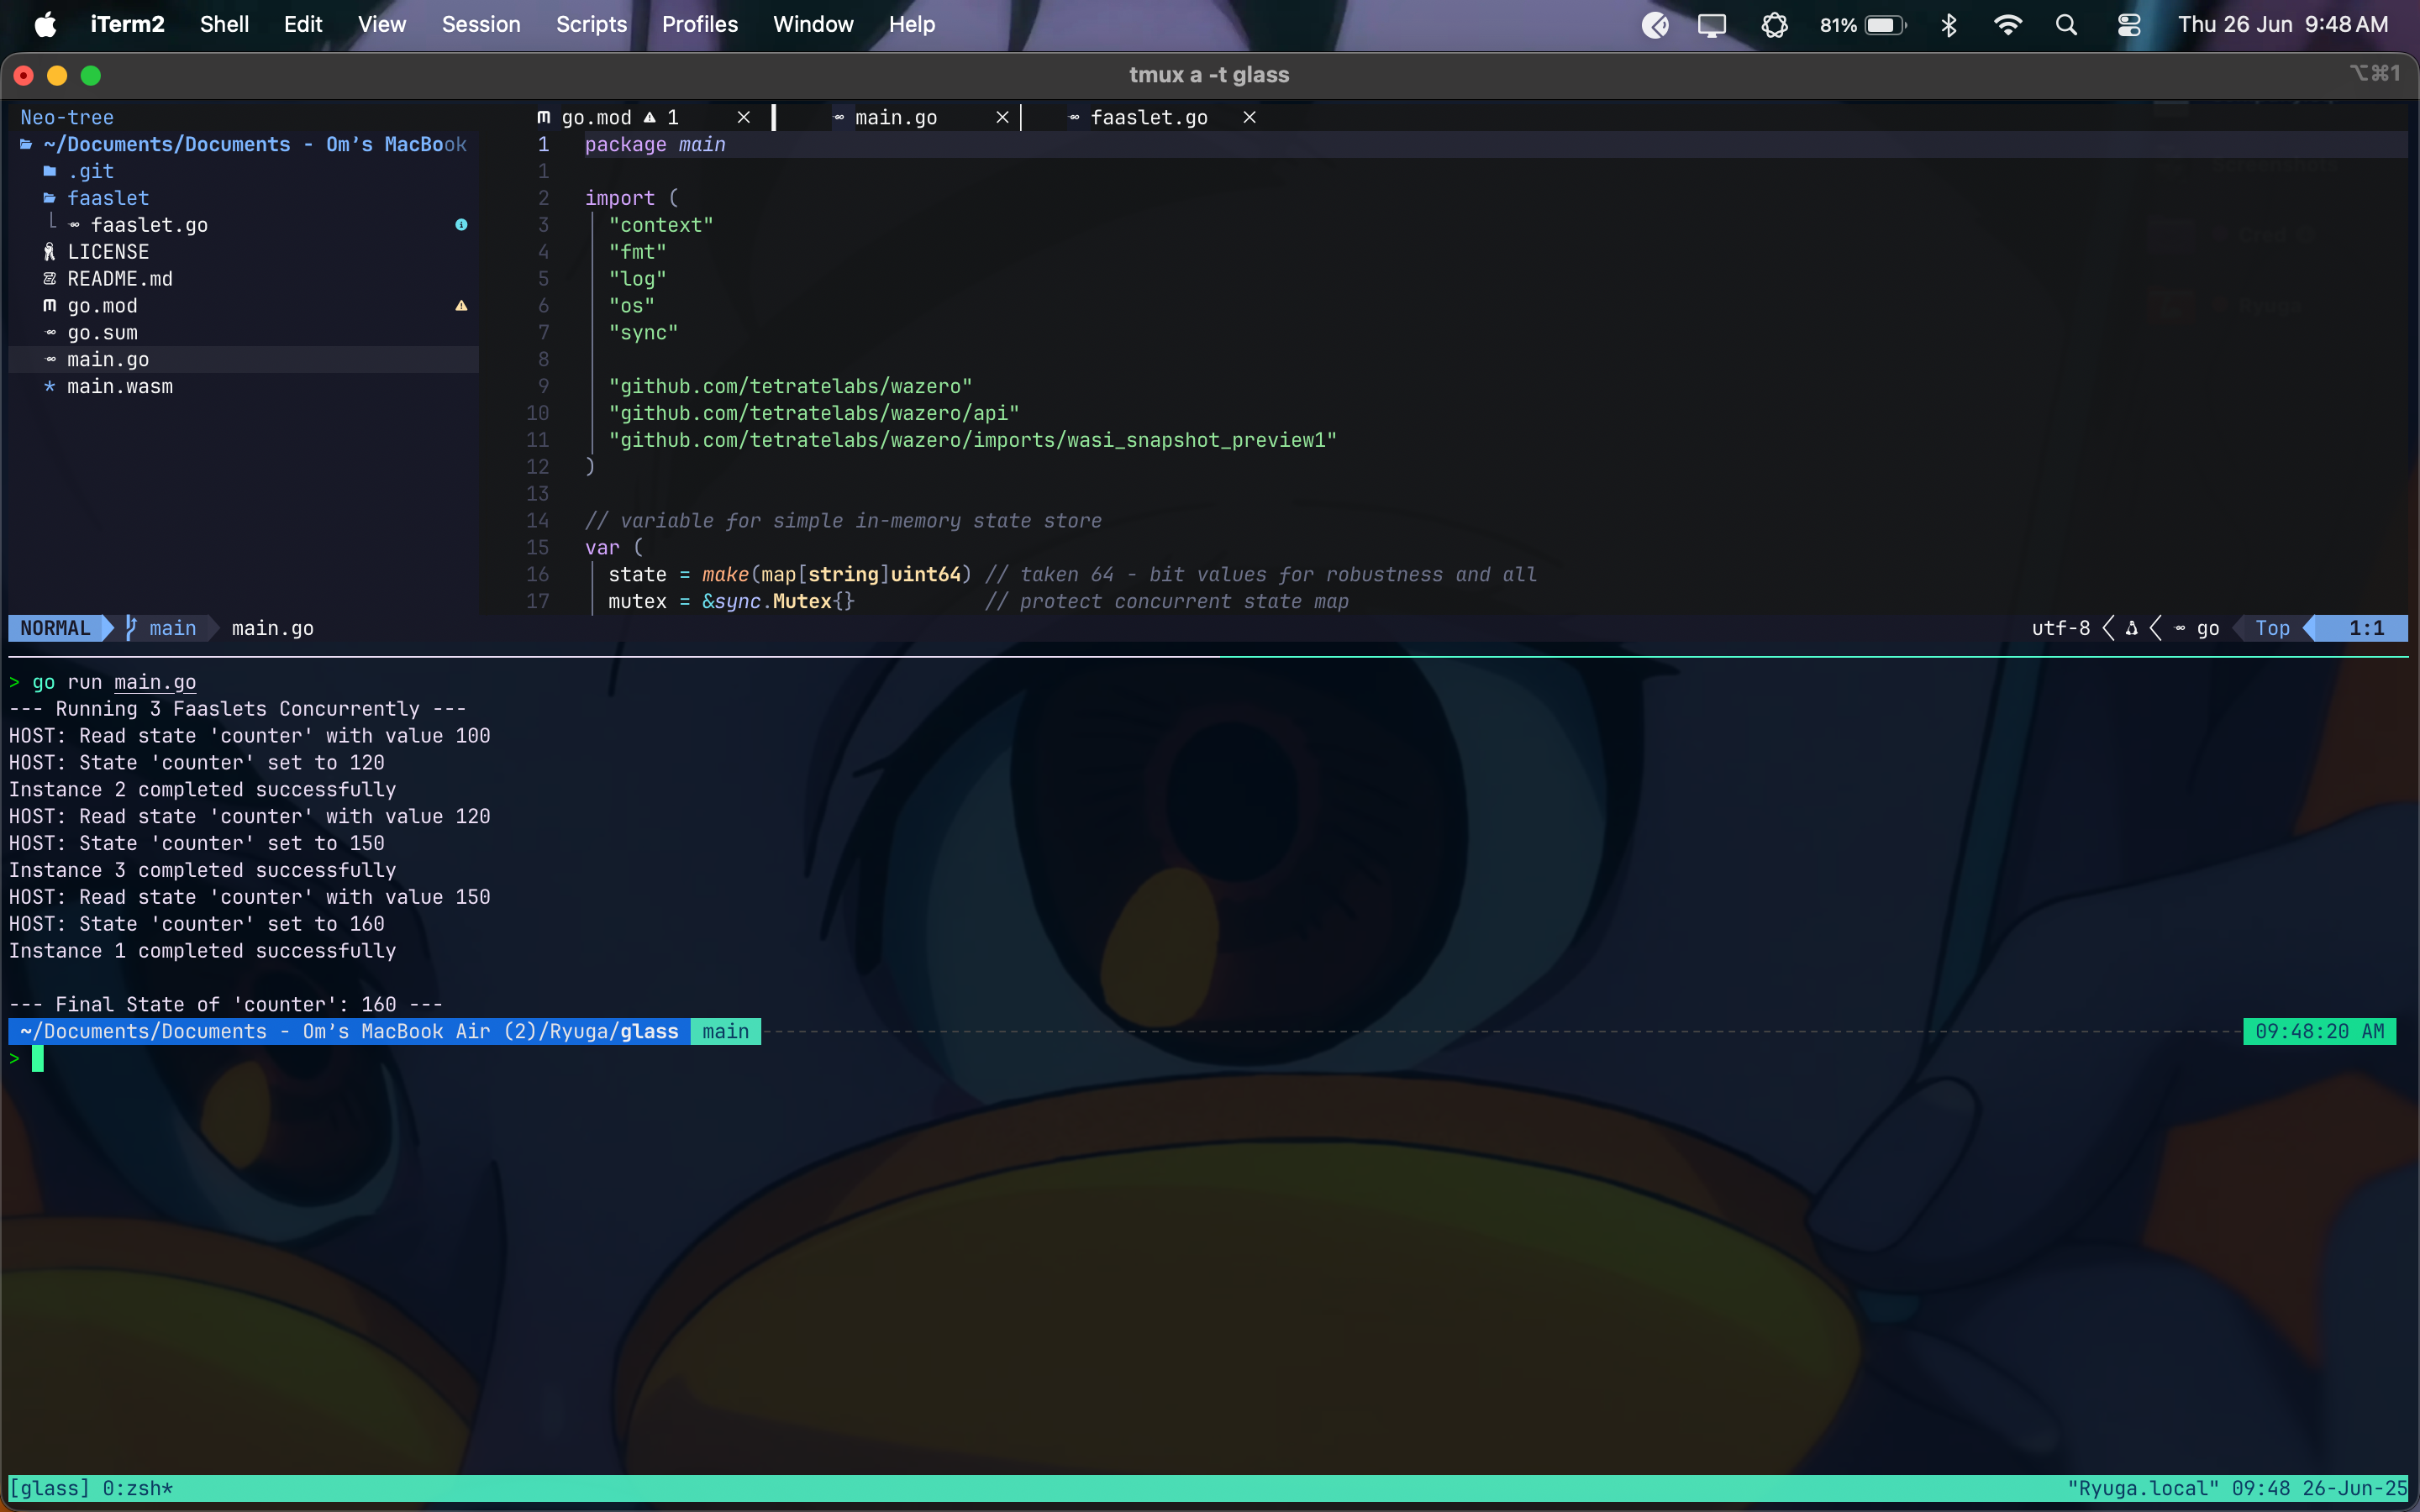 iTerm2 Shell Edit View Session Scripts Profiles Window Help 81% Thu 26 Jun 9:48 AM
tmux a -t glass ⌥⌘1
Neo-tree
~/Documents/Documents - Om’s MacBook
.git
faaslet
faaslet.go
LICENSE
README.md
go.mod
go.sum
main.go
main.wasm
go.mod 1 × main.go × faaslet.go ×
1 package main
1
2 import (
3 "context"
4 "fmt"
5 "log"
6 "os"
7 "sync"
8
9 "github.com/tetratelabs/wazero"
10 "github.com/tetratelabs/wazero/api"
11 "github.com/tetratelabs/wazero/imports/wasi_snapshot_preview1"
12 )
13
14 // variable for simple in-memory state store
15 var (
16 state = make(map[string]uint64) // taken 64 - bit values for robustness and all
17 mutex = &sync.Mutex{} // protect concurrent state map
NORMAL main main.go utf-8 go Top 1:1
> go run main.go
--- Running 3 Faaslets Concurrently ---
HOST: Read state 'counter' with value 100
HOST: State 'counter' set to 120
Instance 2 completed successfully
HOST: Read state 'counter' with value 120
HOST: State 'counter' set to 150
Instance 3 completed successfully
HOST: Read state 'counter' with value 150
HOST: State 'counter' set to 160
Instance 1 completed successfully
--- Final State of 'counter': 160 ---
~/Documents/Documents - Om’s MacBook Air (2)/Ryuga/glass main 09:48:20 AM
>
[glass] 0:zsh* "Ryuga.local" 09:48 26-Jun-25